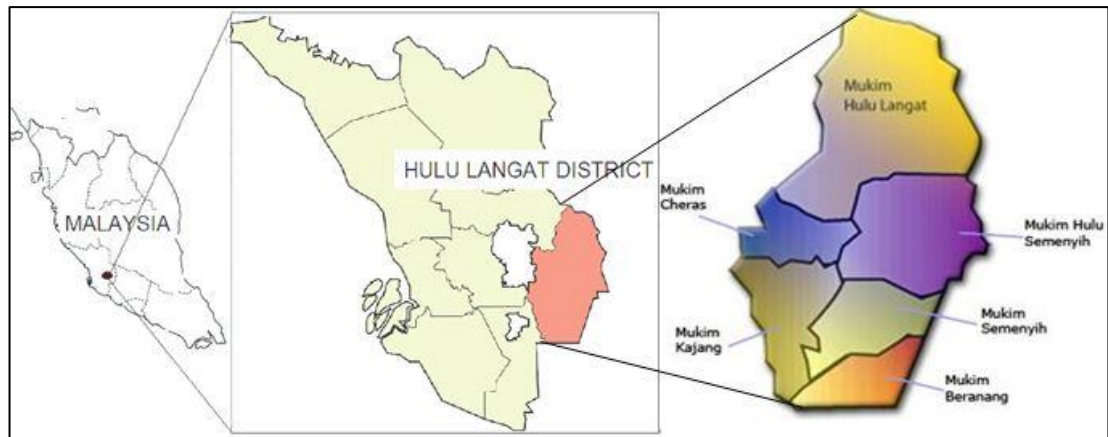 MALAYSIA
HULU LANGAT DISTRICT
Mukim
Hulu Langat
Mukim
Cheras
Mukim Hulu
Semenyih
Mukim
Semenyih
Mukim
Kajang
Mukim
Beranang